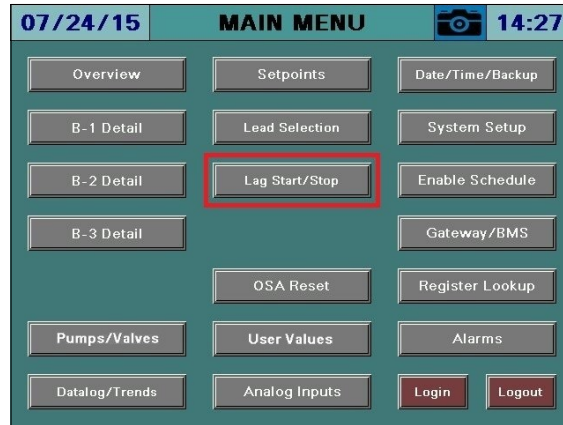 07/24/15 MAIN MENU 14:27
Overview Setpoints Date/Time/Backup
B-1 Detail Lead Selection System Setup
B-2 Detail Lag Start/Stop Enable Schedule
B-3 Detail Gateway/BMS
OSA Reset Register Lookup
Pumps/Valves User Values Alarms
Datalog/Trends Analog Inputs Login Logout